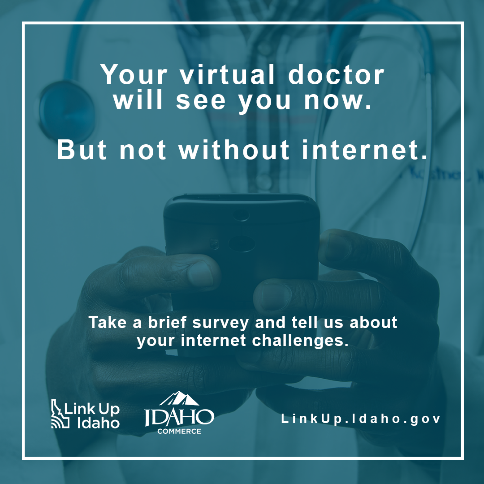 Your virtual doctor
will see you now.
But not without internet.
Take a brief survey and tell us about
your internet challenges.
Link Up
Idaho
IDAHO
COMMERCE
LinkUp.Idaho.gov